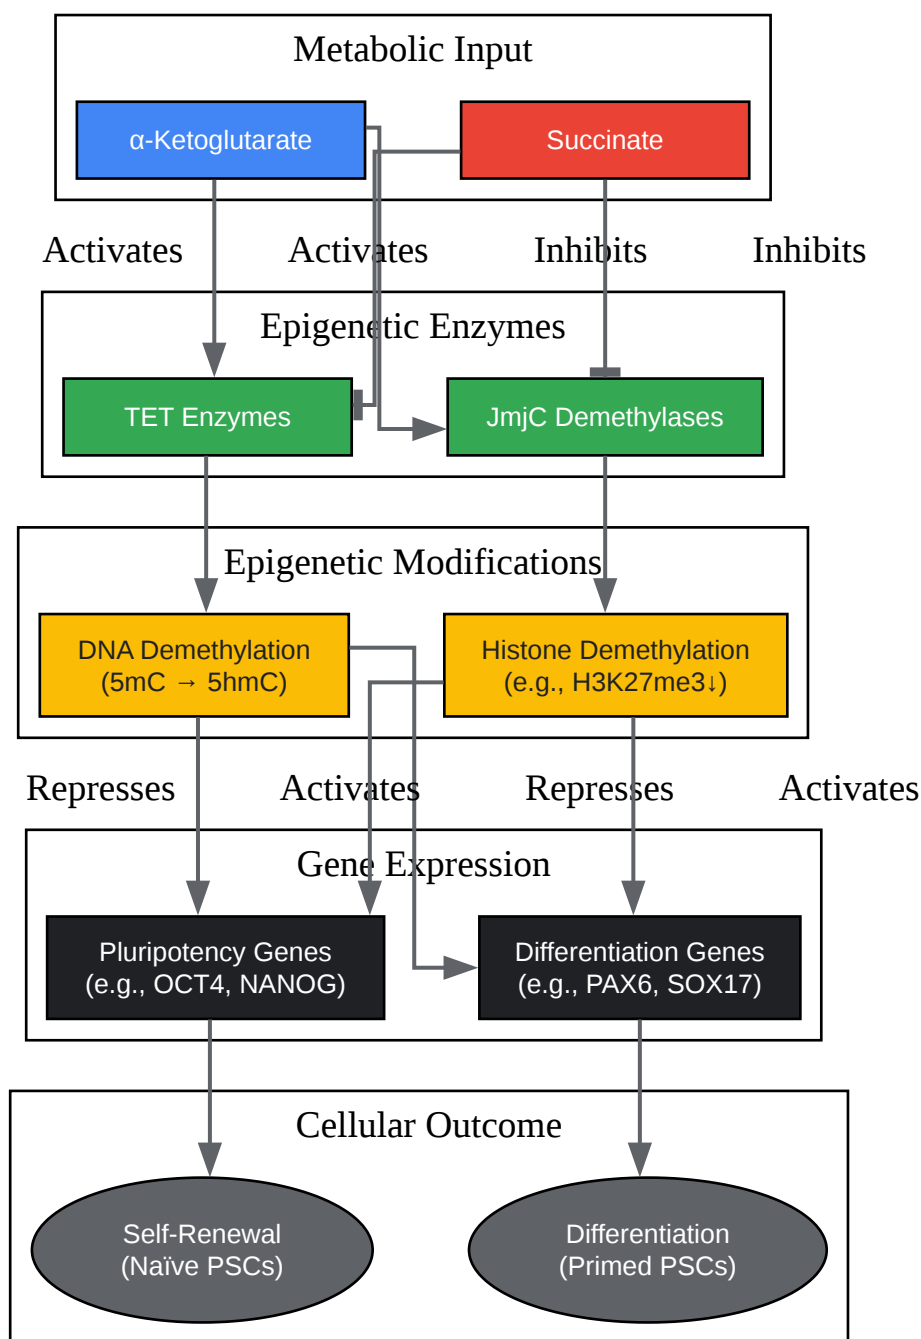 Metabolic Input
α-Ketoglutarate
Succinate
Activates
Activates
Inhibits
Inhibits
Epigenetic Enzymes
TET Enzymes
JmjC Demethylases
Epigenetic Modifications
DNA Demethylation
(5mC → 5hmC)
Histone Demethylation
(e.g., H3K27me3↓)
Represses
Activates
Represses
Activates
Gene Expression
Pluripotency Genes
(e.g., OCT4, NANOG)
Differentiation Genes
(e.g., PAX6, SOX17)
Cellular Outcome
Self-Renewal
(Naïve PSCs)
Differentiation
(Primed PSCs)